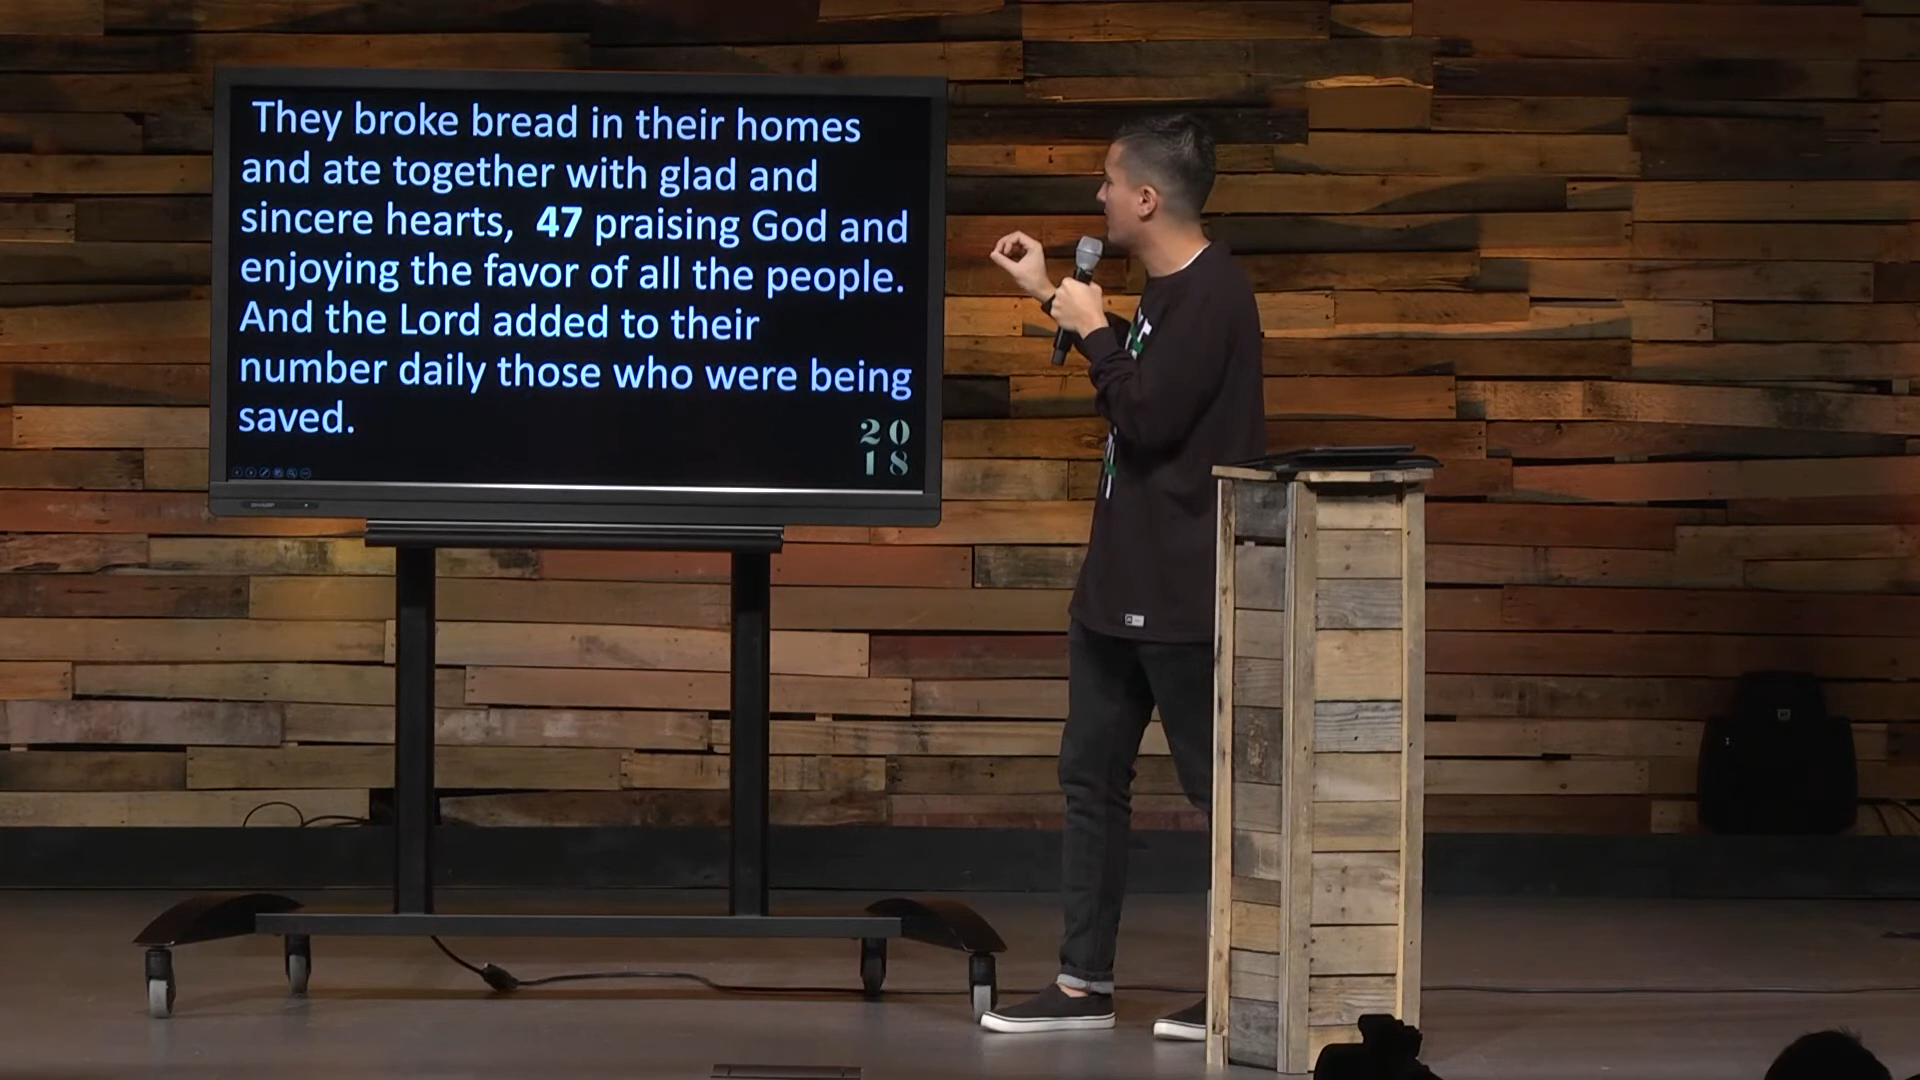 They broke bread in their homes
and ate together with glad and
sincere hearts, 47 praising God and
enjoying the favor of all the people.
And the Lord added to their
number daily those who were being
saved.
20
18
SHARP